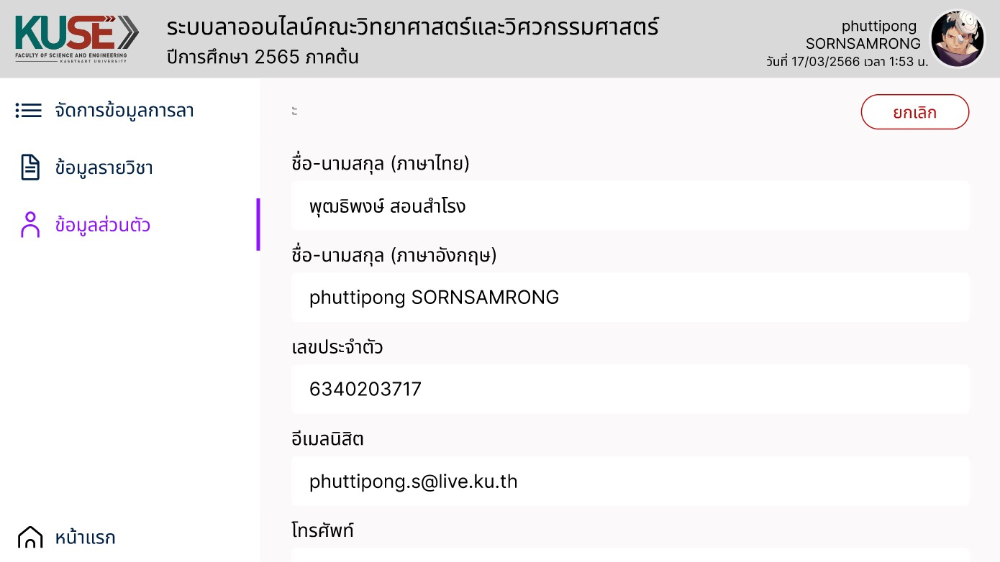 KUSE
FACULTY OF SCIENCE AND ENGINEERING
KASETSART UNIVERSITY
ระบบลาออนไลน์คณะวิทยาศาสตร์และวิศวกรรมศาสตร์
ปีการศึกษา 2565 ภาคต้น
phuttipong
SORNSAMRONG
วันที่ 17/03/2566 เวลา 1:53 น.
จัดการข้อมูลการลา
ข้อมูลรายวิชา
ข้อมูลส่วนตัว
หน้าแรก
ะ
ยกเลิก
ชื่อ-นามสกุล (ภาษาไทย)
พุฒธิพงษ์ สอนสำโรง
ชื่อ-นามสกุล (ภาษาอังกฤษ)
phuttipong SORNSAMRONG
เลขประจำตัว
6340203717
อีเมลนิสิต
phuttipong.s@live.ku.th
โทรศัพท์